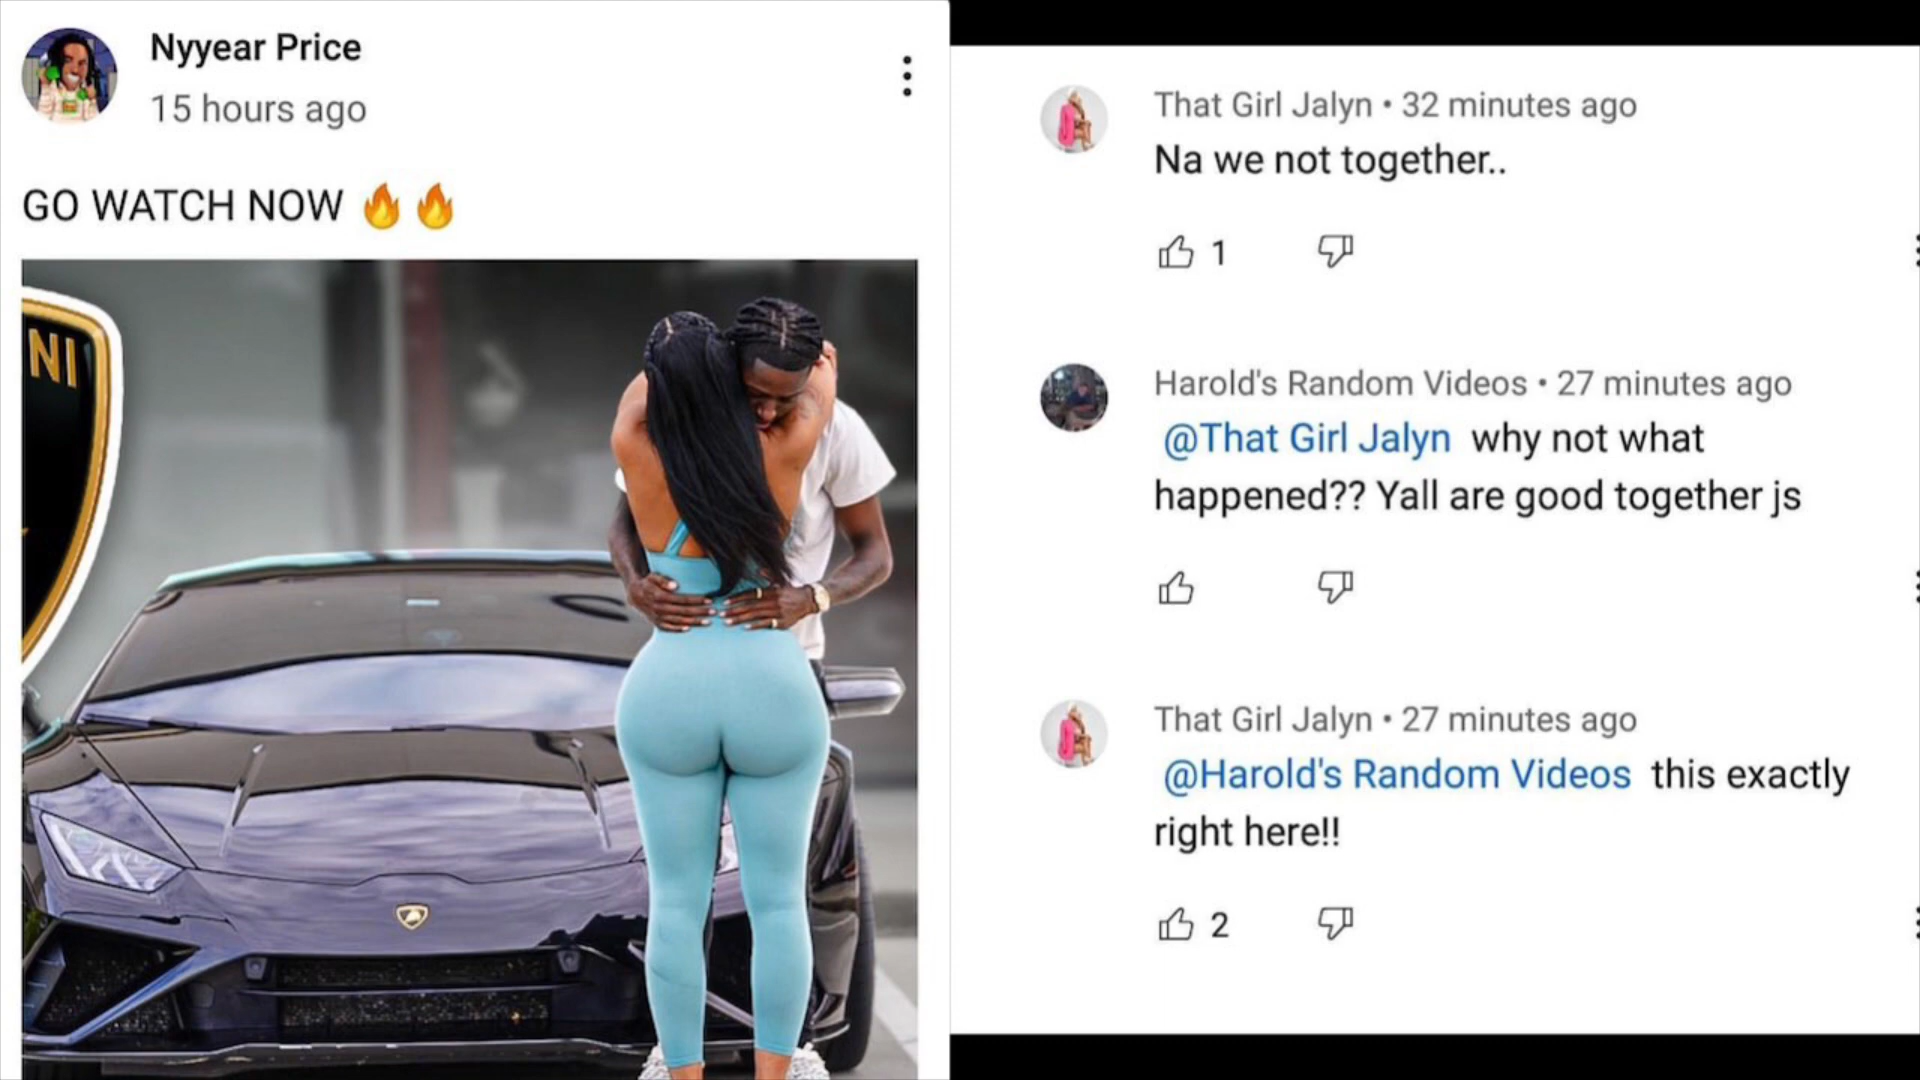 Nyyear Price
15 hours ago
GO WATCH NOW 🔥🔥
NI
That Girl Jalyn • 32 minutes ago
Na we not together..
1
Harold's Random Videos • 27 minutes ago
@That Girl Jalyn why not what
happened?? Yall are good together js
That Girl Jalyn • 27 minutes ago
@Harold's Random Videos this exactly
right here!!
2